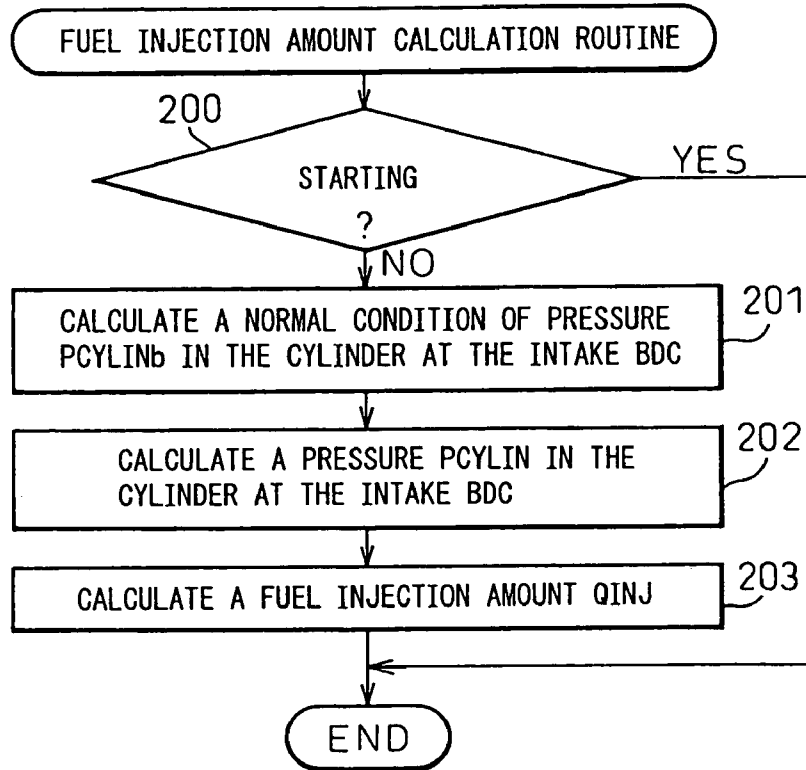 FUEL INJECTION AMOUNT CALCULATION ROUTINE
200
STARTING
?
YES
NO
201
CALCULATE A NORMAL CONDITION OF PRESSURE
PCYLINb IN THE CYLINDER AT THE INTAKE BDC
202
CALCULATE A PRESSURE PCYLIN IN THE
CYLINDER AT THE INTAKE BDC
203
CALCULATE A FUEL INJECTION AMOUNT QINJ
END